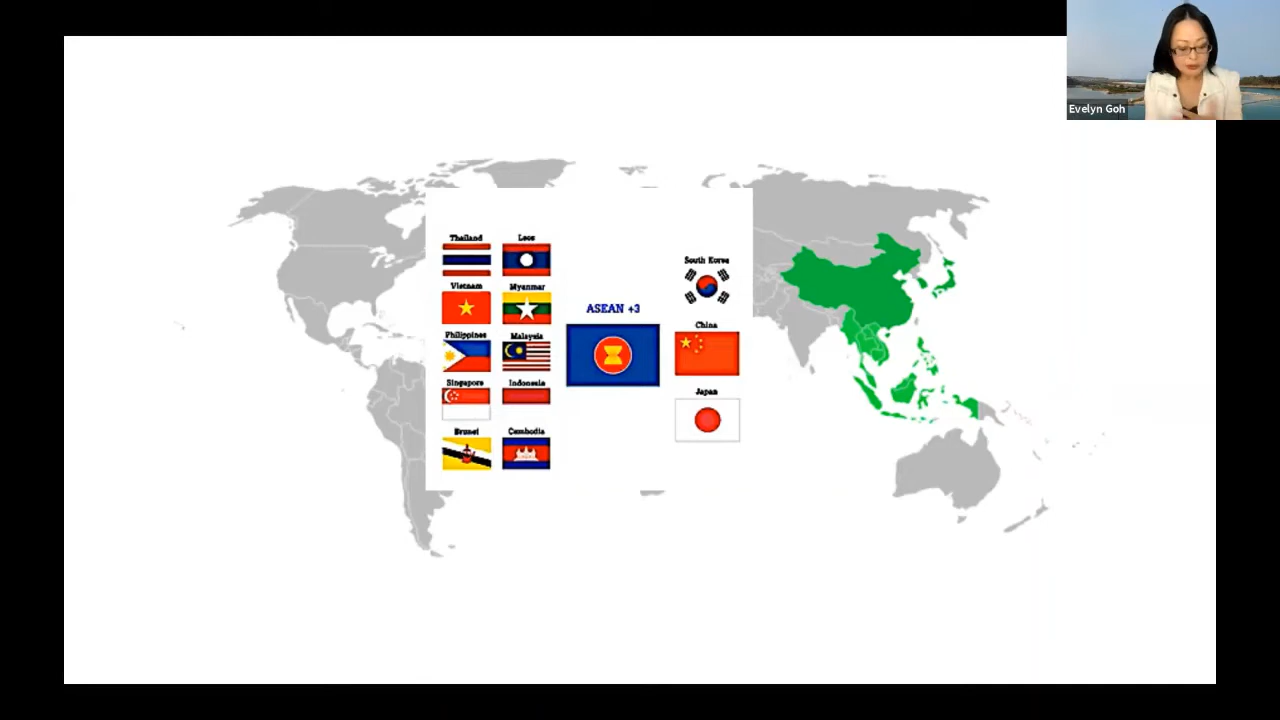 Evelyn Goh
Thailand
Laos
Vietnam
Myanmar
Philippines
Malaysia
Singapore
Indonesia
Brunei
Cambodia
ASEAN +3
South Korea
China
Japan